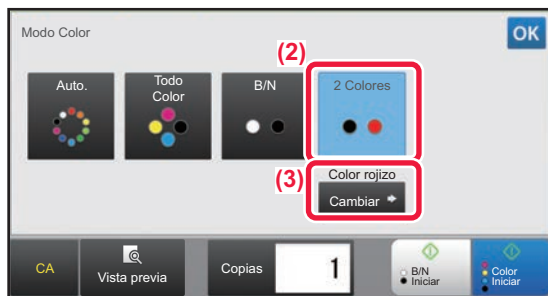 Modo Color
OK
(2)
Auto.
Todo
Color
B/N
2 Colores
(3)
Color rojizo
Cambiar
CA
Vista previa
Copias
1
B/N
Iniciar
Color
Iniciar